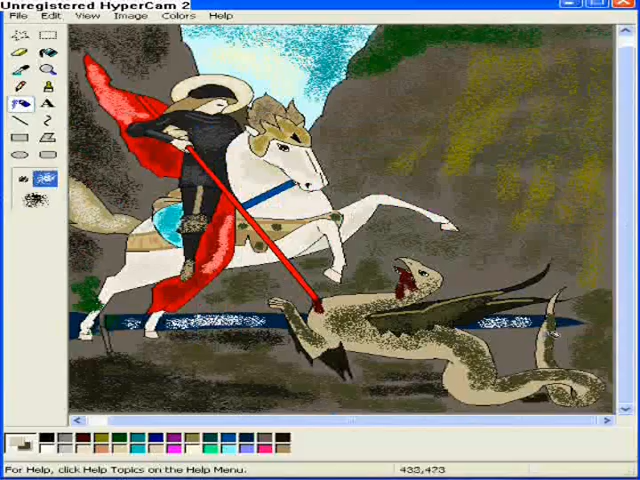 Unregistered HyperCam 2
File Edit View Image Colors Help
A
For Help, click Help Topics on the Help Menu.
433,473